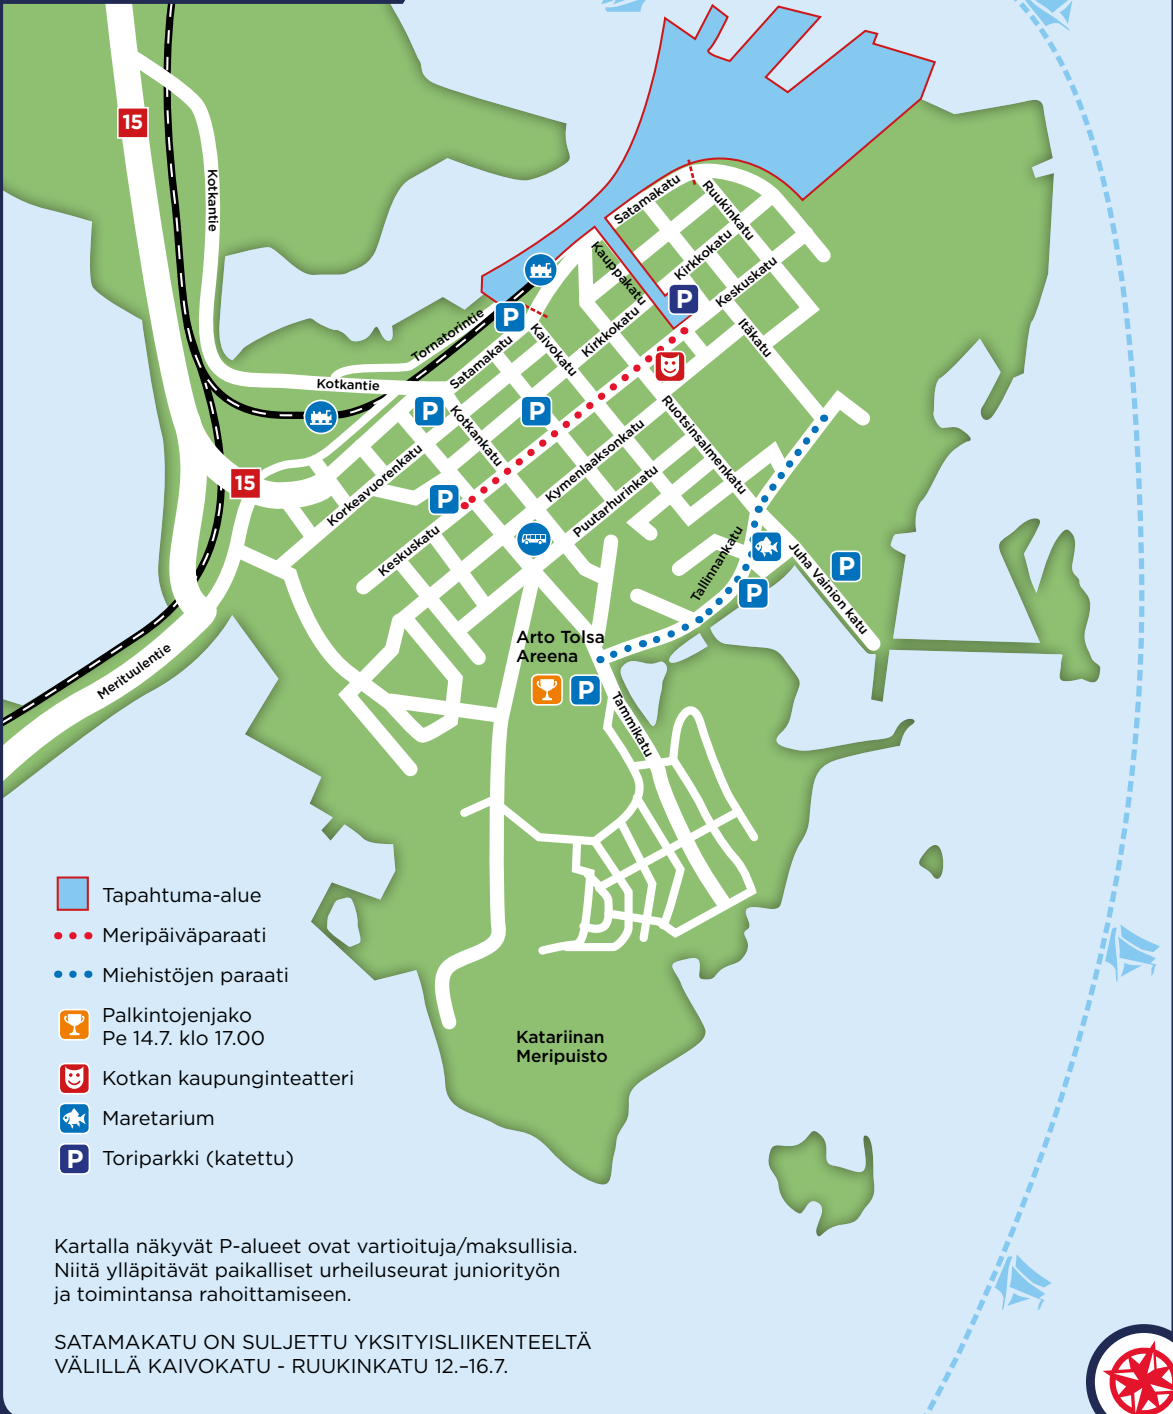 15
Kotkantie
Satamakatu
Ruukinkatu
Kirkkokatu
Keskuskatu
Kauppakatu
P
Tornatorintie
P
Kaivokatu
Kirkkokatu
Itäkatu
Satamakatu
Kotkantie
P
P
Kotkankatu
Ruotsinsalmenkatu
Kymenlaaksonkatu
Korkeavuorenkatu
15
P
Puutarhurinkatu
Keskuskatu
Tallinnankatu
Juha Vainion katu
P
P
Merituulentie
Arto Tolsa
Areena
P
Tammikatu
Tapahtuma-alue
Meripäiväparaati
Miehistöjen paraati
Palkintojenjako
Pe 14.7. klo 17.00
Kotkan kaupunginteatteri
Maretarium
P Toriparkki (katettu)
Katariinan
Meripuisto
Kartalla näkyvät P-alueet ovat vartioituja/maksullisia.
Niitä ylläpitävät paikalliset urheiluseurat juniorityön
ja toimintansa rahoittamiseen.
SATAMAKATU ON SULJETTU YKSITYISLIIKENTEELTÄ
VÄLILLÄ KAIVOKATU - RUUKINKATU 12.–16.7.